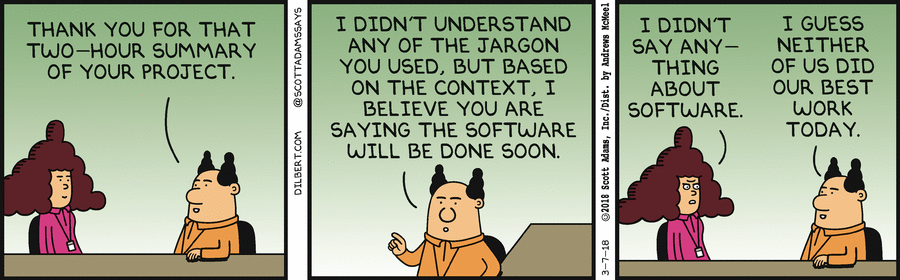 THANK YOU FOR THAT
TWO-HOUR SUMMARY
OF YOUR PROJECT.
DILBERT.COM @SCOTTADAMSSAYS
I DIDN'T UNDERSTAND
ANY OF THE JARGON
YOU USED, BUT BASED
ON THE CONTEXT, I
BELIEVE YOU ARE
SAYING THE SOFTWARE
WILL BE DONE SOON.
3-7-18 ©2018 Scott Adams, Inc./Dist. by Andrews McMeel
I DIDN'T
SAY ANY-
THING
ABOUT
SOFTWARE.
I GUESS
NEITHER
OF US DID
OUR BEST
WORK
TODAY.